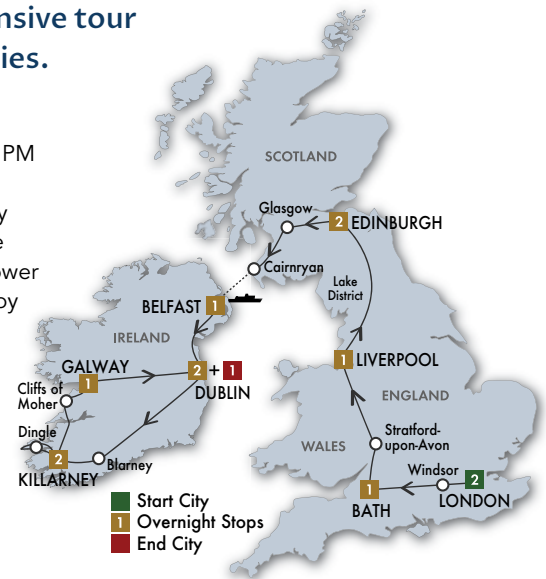 nsive tour
ies.
PM
y
e
ower
by
SCOTLAND
Glasgow
2 EDINBURGH
Cairnryan
Lake
District
BELFAST 1
IRELAND
GALWAY
1
2 + 1
DUBLIN
Cliffs of
Moher
Dingle
2
KILLARNEY
Blarney
1 LIVERPOOL
ENGLAND
WALES
Stratford-
upon-Avon
Windsor
2
LONDON
1
BATH
Start City
1 Overnight Stops
End City